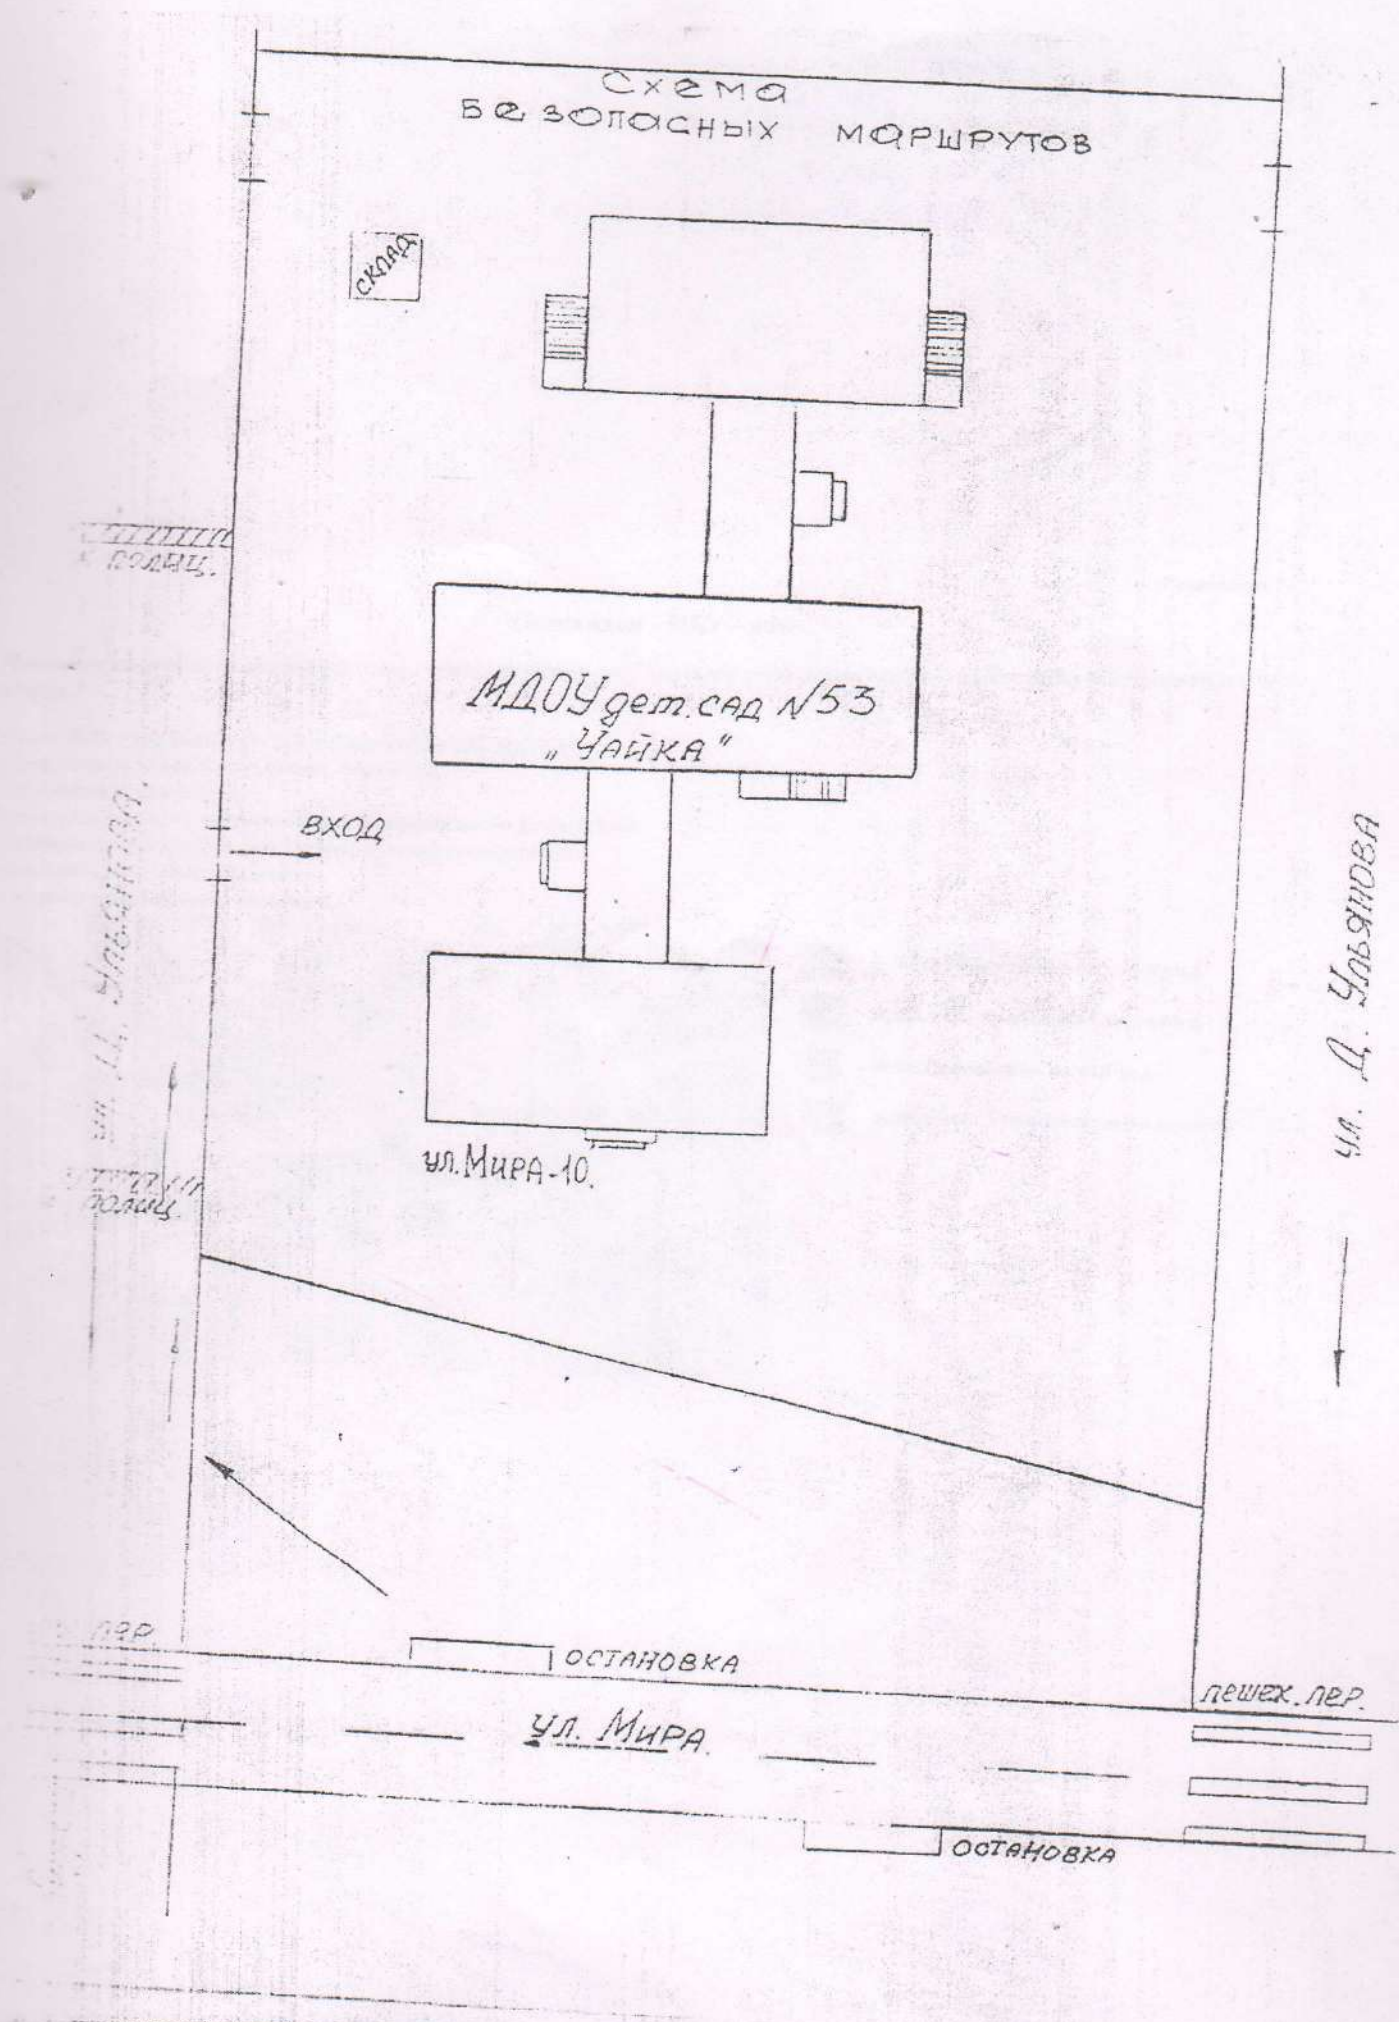 Схема
безопасных маршрутов
склад
к полиц.
МДОУ дет. сад N53
„Чайка“
вход
ул. Д. Ульянова
ул. М. Ульянова.
ул. Мира-10.
полиц.
пер.
остановка
пешех. пер.
ул. Мира.
остановка